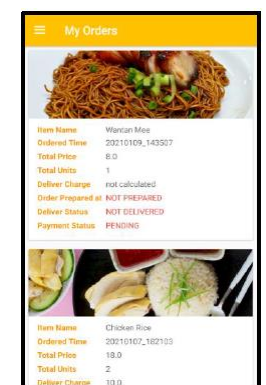 My Orders
Item Name Wantan Mee
Ordered Time 20210109_143507
Total Price 8.0
Total Units 1
Deliver Charge not calculated
Order Prepared at NOT PREPARED
Deliver Status NOT DELIVERED
Payment Status PENDING
Item Name Chicken Rice
Ordered Time 20210107_182103
Total Price 18.0
Total Units 2
Deliver Charge 10.0